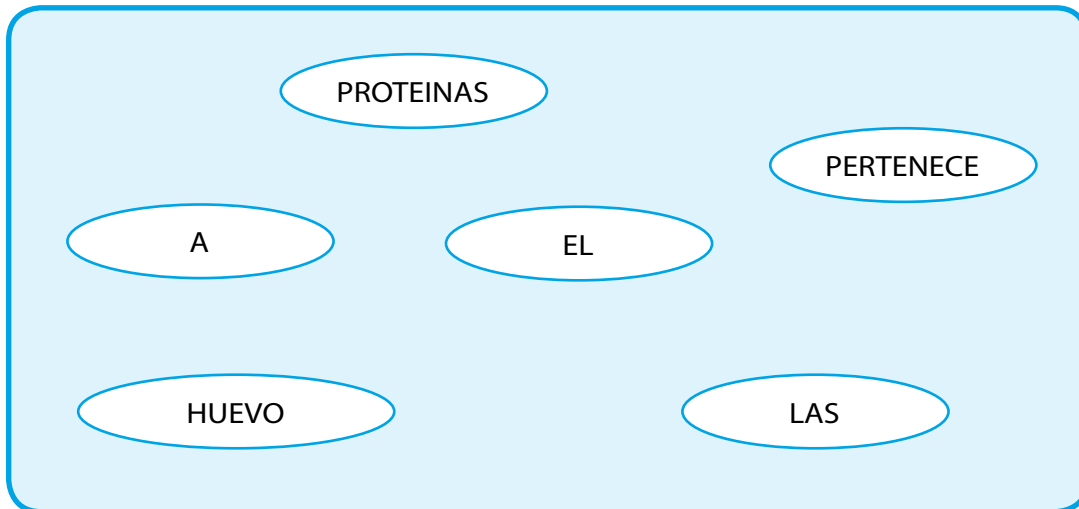 PROTEINAS
PERTENECE
A
EL
HUEVO
LAS